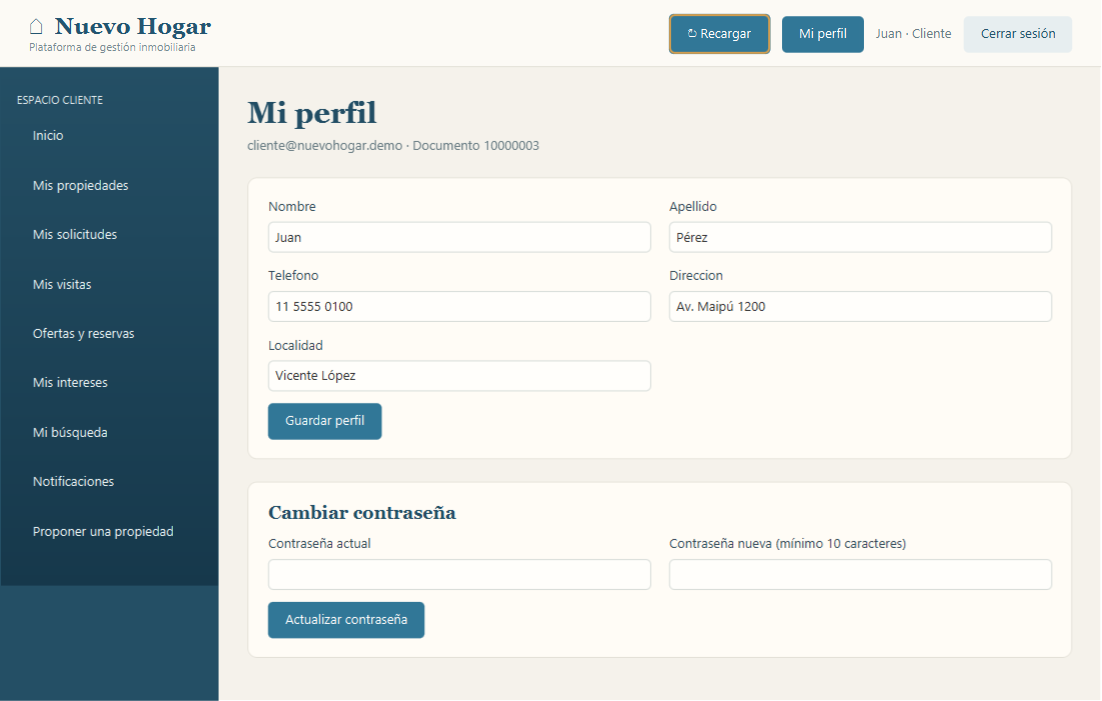 Nuevo Hogar
Plataforma de gestión inmobiliaria
Recargar
Mi perfil
Juan · Cliente
Cerrar sesión
ESPACIO CLIENTE
Inicio
Mis propiedades
Mis solicitudes
Mis visitas
Ofertas y reservas
Mis intereses
Mi búsqueda
Notificaciones
Proponer una propiedad
Mi perfil
cliente@nuevohogar.demo · Documento 10000003
Nombre
Apellido
Juan
Pérez
Telefono
Direccion
11 5555 0100
Av. Maipú 1200
Localidad
Vicente López
Guardar perfil
Cambiar contraseña
Contraseña actual
Contraseña nueva (mínimo 10 caracteres)
Actualizar contraseña